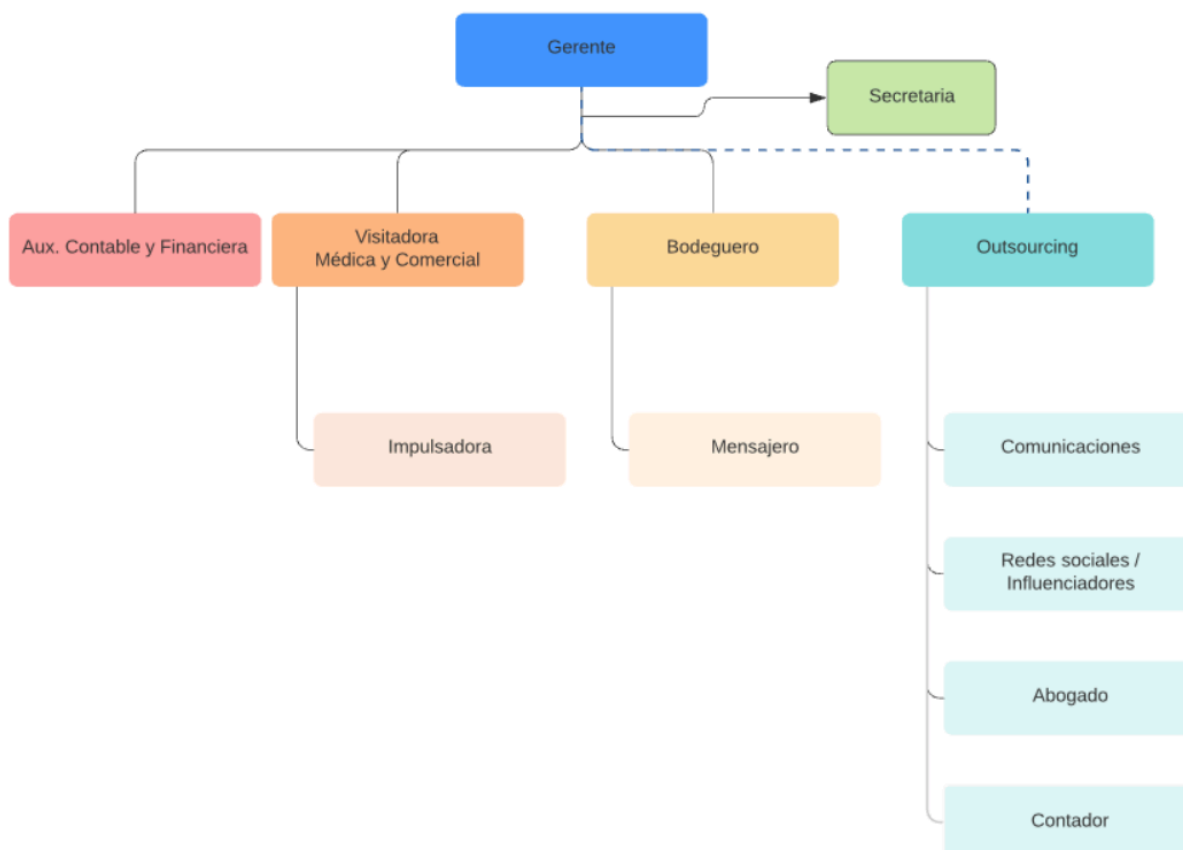 Gerente
Secretaria
Aux. Contable y Financiera
Visitadora
Médica y Comercial
Bodeguero
Outsourcing
Impulsadora
Mensajero
Comunicaciones
Redes sociales /
Influenciadores
Abogado
Contador